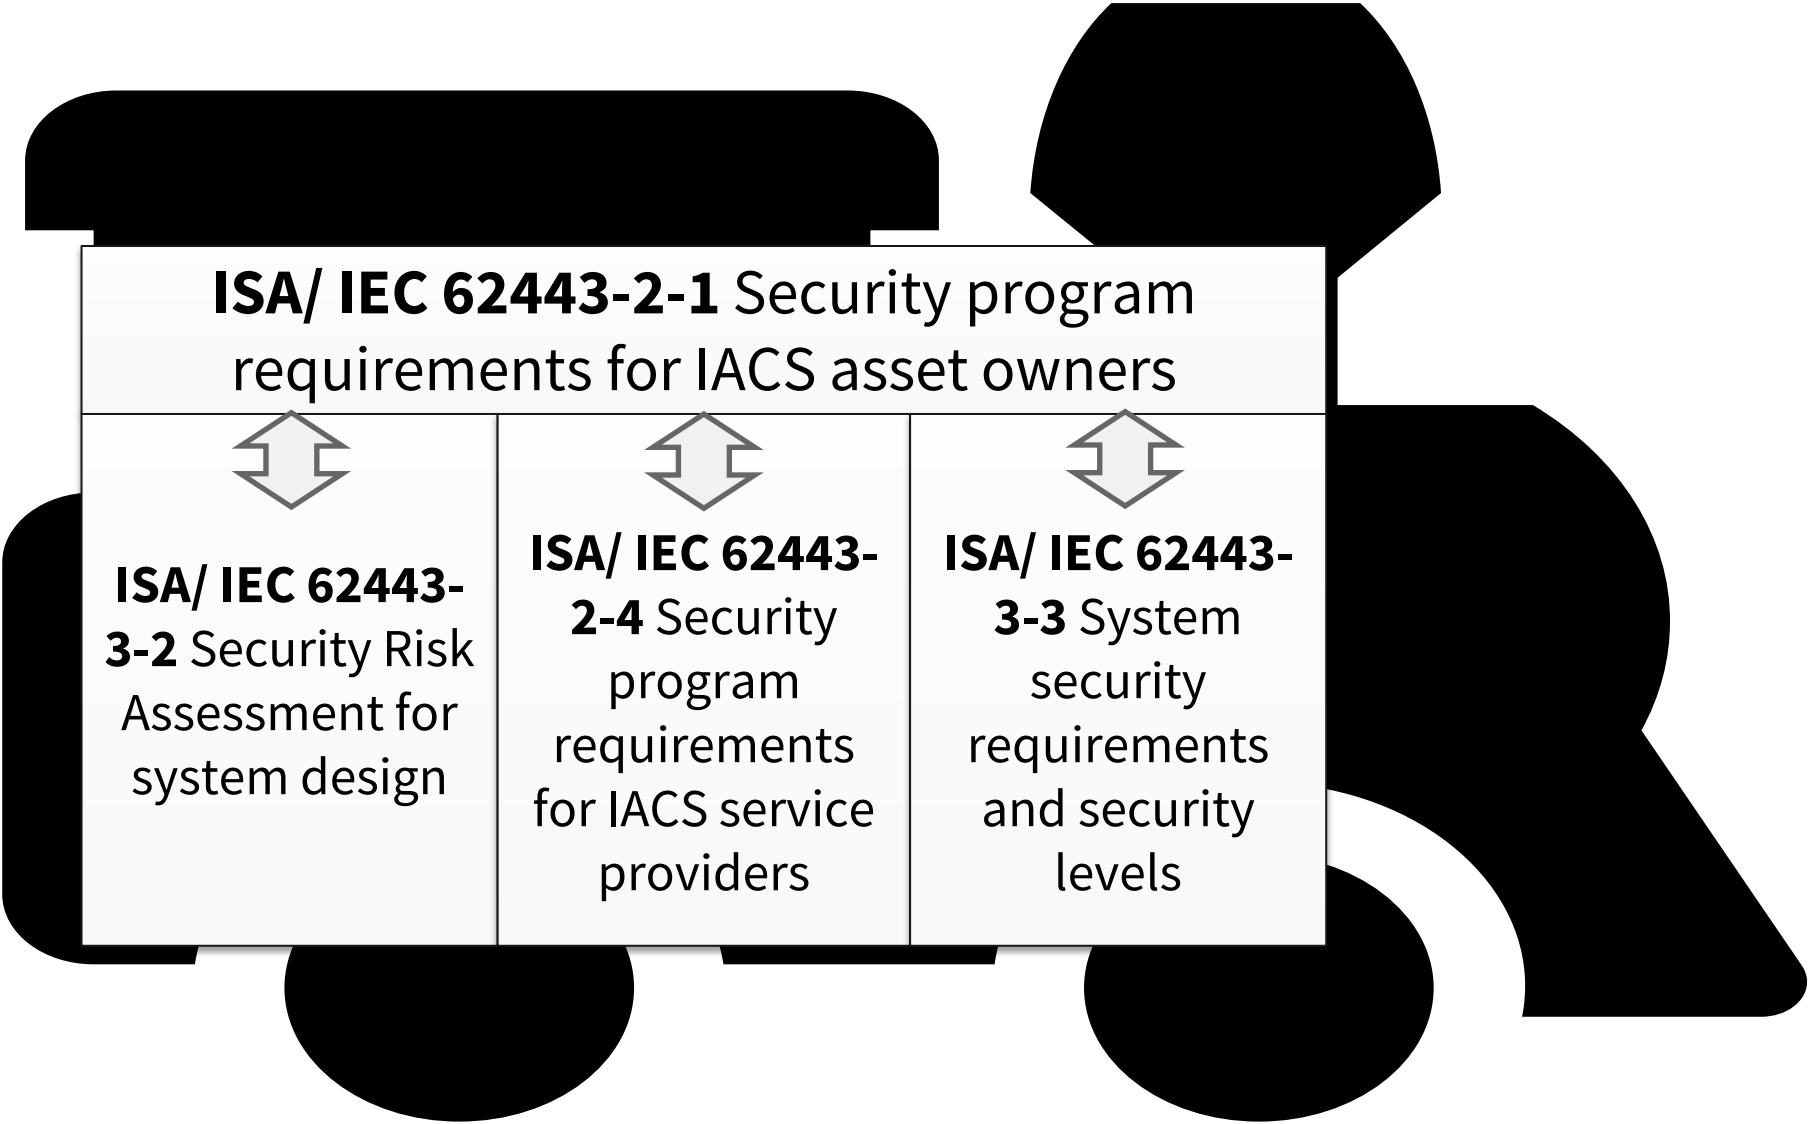 ISA/ IEC 62443-2-1 Security program
requirements for IACS asset owners
ISA/ IEC 62443-
3-2 Security Risk
Assessment for
system design
ISA/ IEC 62443-
2-4 Security
program
requirements
for IACS service
providers
ISA/ IEC 62443-
3-3 System
security
requirements
and security
levels